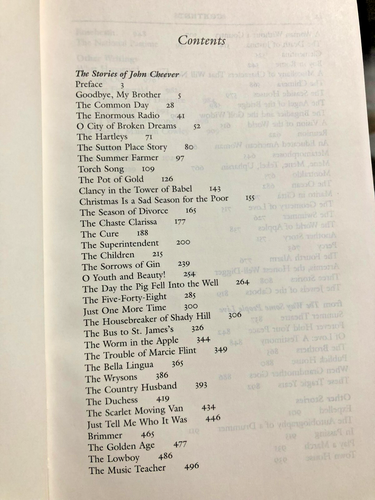 Contents
The Stories of John Cheever
Preface 3
Goodbye, My Brother 5
The Common Day 28
The Enormous Radio 41
O City of Broken Dreams 52
The Hartleys 71
The Sutton Place Story 80
The Summer Farmer 97
Torch Song 109
The Pot of Gold 126
Clancy in the Tower of Babel 143
Christmas Is a Sad Season for the Poor 155
The Season of Divorce 165
The Chaste Clarissa 177
The Cure 188
The Superintendent 200
The Children 215
The Sorrows of Gin 239
O Youth and Beauty! 254
The Day the Pig Fell Into the Well 264
The Five-Forty-Eight 285
Just One More Time 300
The Housebreaker of Shady Hill 306
The Bus to St. James's 326
The Worm in the Apple 344
The Trouble of Marcie Flint 349
The Bella Lingua 365
The Wrysons 386
The Country Husband 393
The Duchess 419
The Scarlet Moving Van 434
Just Tell Me Who It Was 446
Brimmer 465
The Golden Age 477
The Lowboy 486
The Music Teacher 496